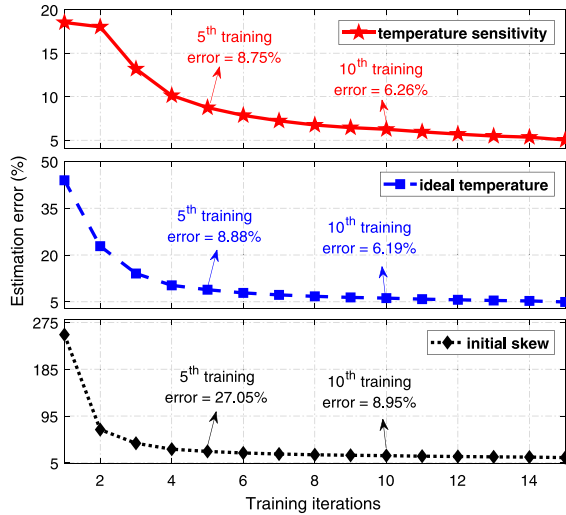 20
15
10
5
temperature sensitivity
5th training
error = 8.75%
10th training
error = 6.26%
50
35
20
5
ideal temperature
5th training
error = 8.88%
10th training
error = 6.19%
Estimation error (%)
275
185
95
5
initial skew
5th training
error = 27.05%
10th training
error = 8.95%
2 4 6 8 10 12 14
Training iterations